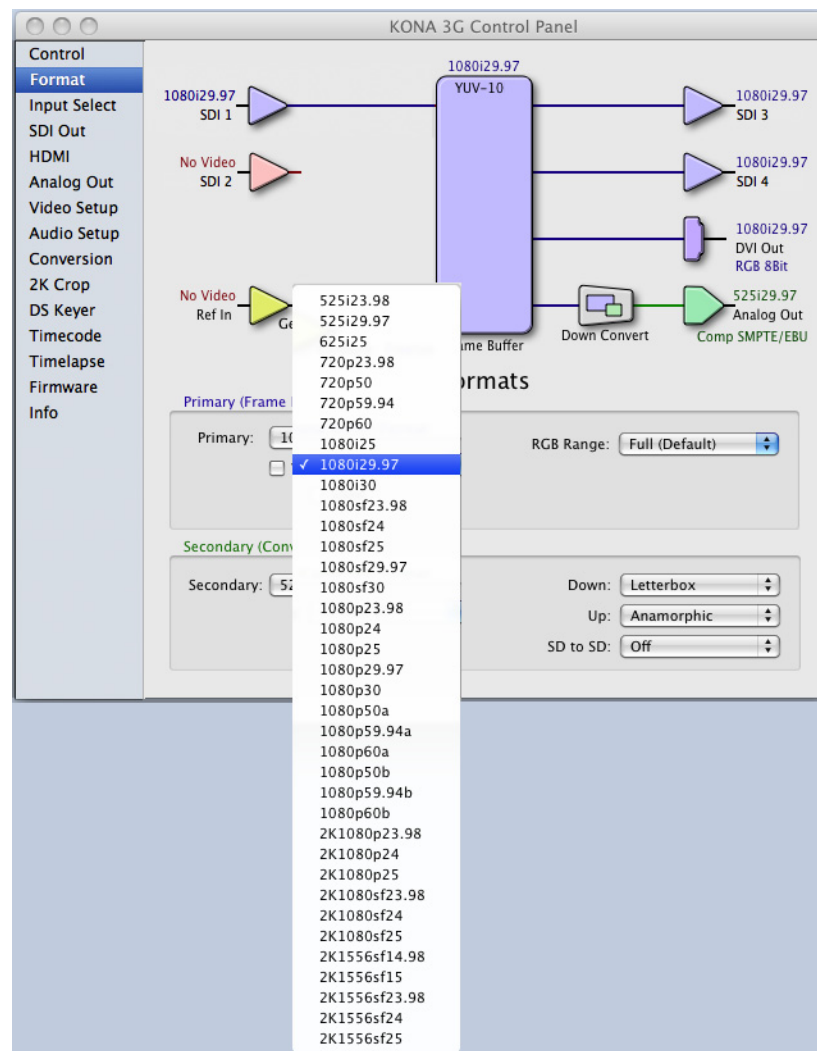 KONA 3G Control Panel
Control
Format
Input Select
SDI Out
HDMI
Analog Out
Video Setup
Audio Setup
Conversion
2K Crop
DS Keyer
Timecode
Timelapse
Firmware
Info
1080i29.97
YUV-10
1080i29.97
SDI 1
1080i29.97
SDI 3
No Video
SDI 2
1080i29.97
SDI 4
1080i29.97
DVI Out
RGB 8Bit
No Video
Ref In
525i29.97
Analog Out
Down Convert
Comp SMPTE/EBU
Buffer
Primary (Frame
Primary:
RGB Range: Full (Default)
Secondary:
Down: Letterbox
Up: Anamorphic
SD to SD: Off
525i23.98
525i29.97
625i25
720p23.98
720p50
720p59.94
720p60
1080i25
✓ 1080i29.97
1080i30
1080sf23.98
1080sf24
1080sf25
1080sf29.97
1080sf30
1080p23.98
1080p24
1080p25
1080p29.97
1080p30
1080p50a
1080p59.94a
1080p60a
1080p50b
1080p59.94b
1080p60b
2K1080p23.98
2K1080p24
2K1080p25
2K1080sf23.98
2K1080sf24
2K1080sf25
2K1556sf14.98
2K1556sf15
2K1556sf23.98
2K1556sf24
2K1556sf25